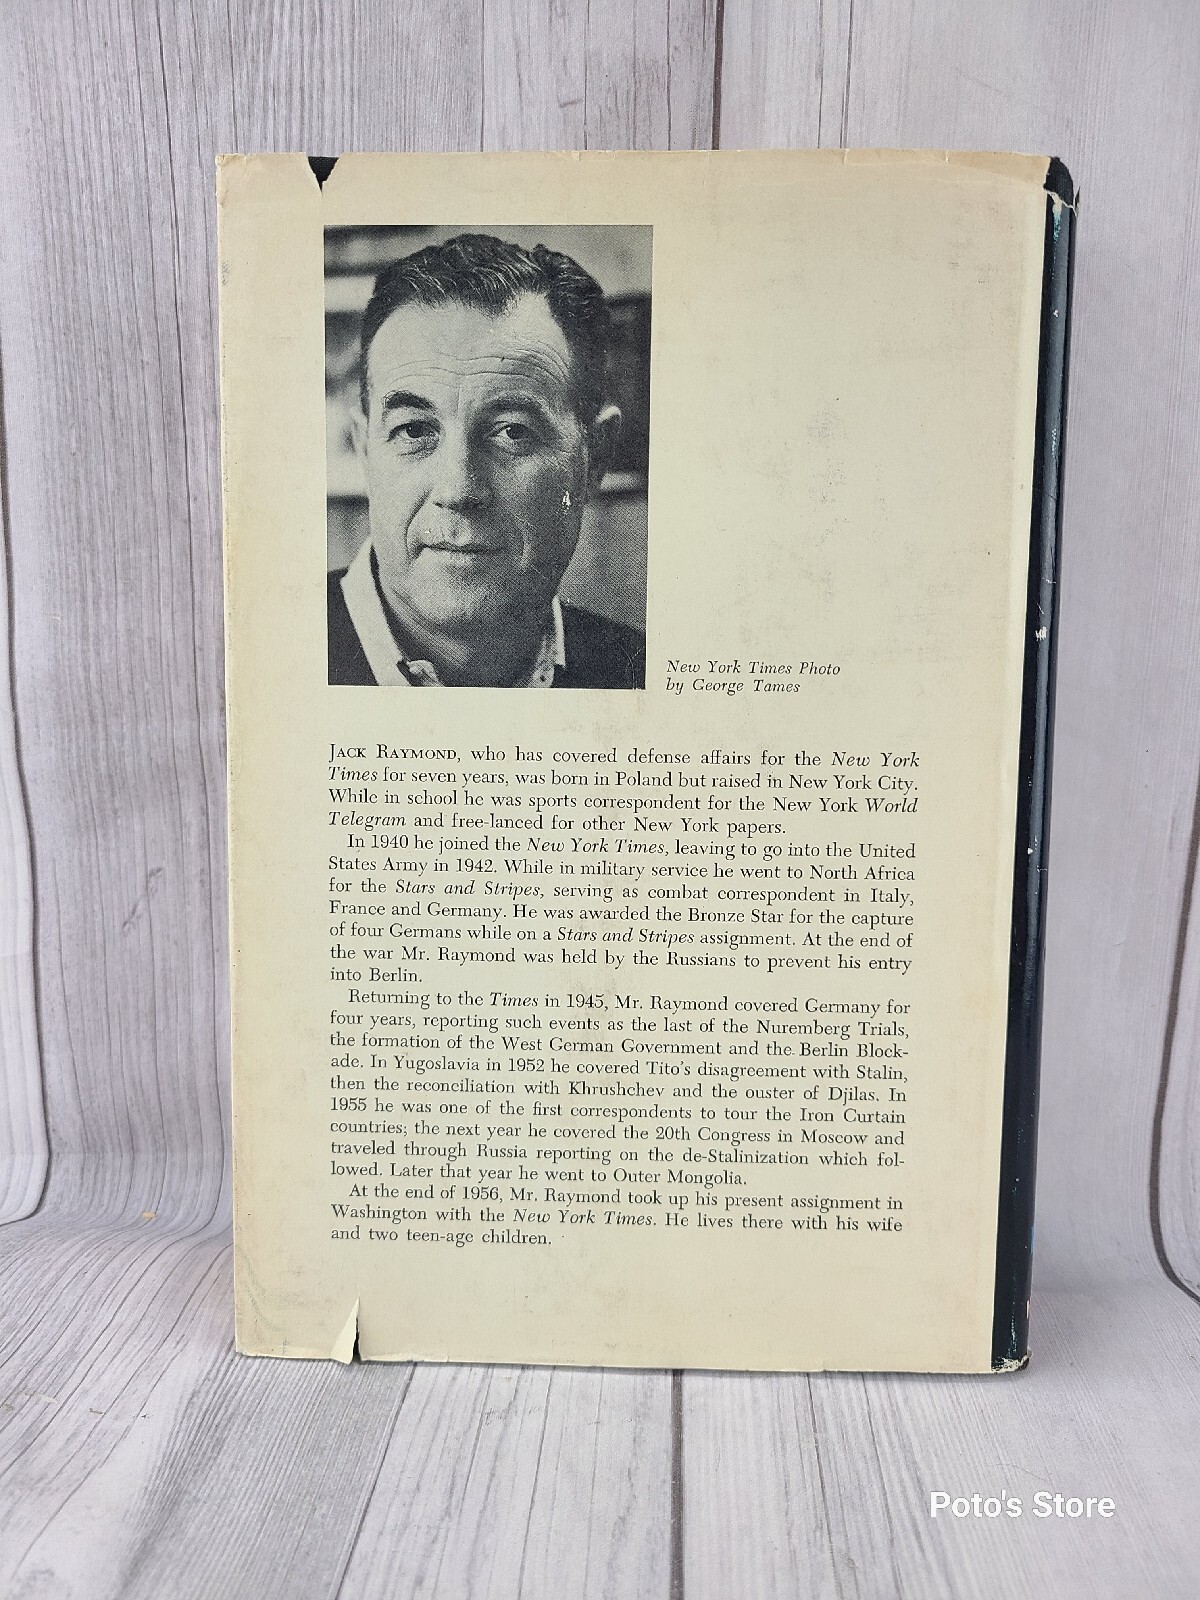 New York Times Photo
by George Tames
JACK RAYMOND, who has covered defense affairs for the New York
Times for seven years, was born in Poland but raised in New York City.
While in school he was sports correspondent for the New York World
Telegram and free-lanced for other New York papers.
In 1940 he joined the New York Times, leaving to go into the United
States Army in 1942. While in military service he went to North Africa
for the Stars and Stripes, serving as combat correspondent in Italy,
France and Germany. He was awarded the Bronze Star for the capture
of four Germans while on a Stars and Stripes assignment. At the end of
the war Mr. Raymond was held by the Russians to prevent his entry
into Berlin.
Returning to the Times in 1945, Mr. Raymond covered Germany for
four years, reporting such events as the last of the Nuremberg Trials,
the formation of the West German Government and the Berlin Block-
ade. In Yugoslavia in 1952 he covered Tito's disagreement with Stalin,
then the reconciliation with Khrushchev and the ouster of Djilas. In
1955 he was one of the first correspondents to tour the Iron Curtain
countries; the next year he covered the 20th Congress in Moscow and
traveled through Russia reporting on the de-Stalinization which fol-
lowed. Later that year he went to Outer Mongolia.
At the end of 1956, Mr. Raymond took up his present assignment in
Washington with the New York Times. He lives there with his wife
and two teen-age children.
Poto's Store